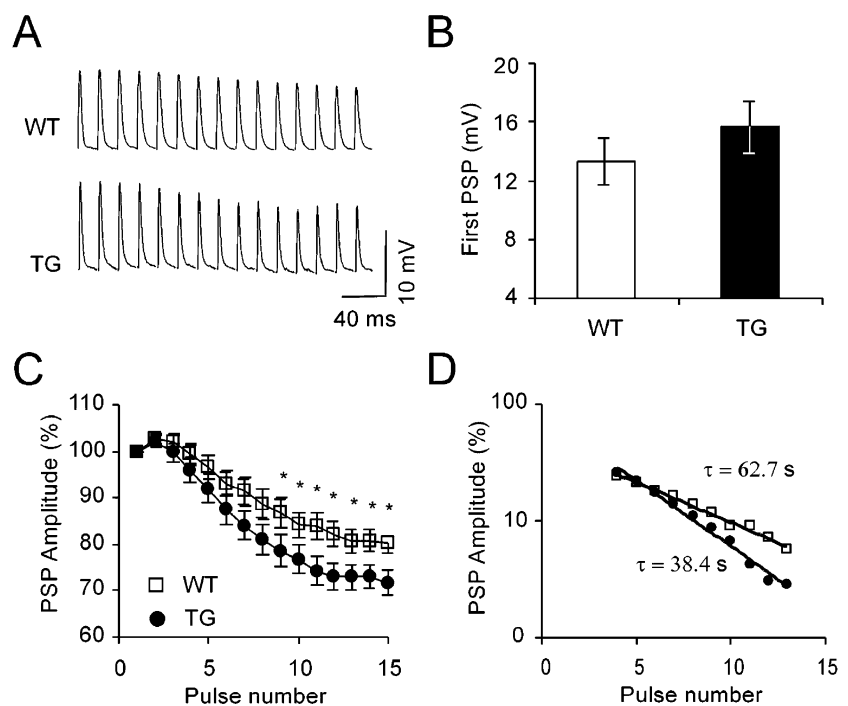 A
WT
TG
10 mV
40 ms
B
First PSP (mV)
20
16
12
8
4
WT
TG
C
PSP Amplitude (%)
110
100
90
80
70
60
* * * * * * *
WT
TG
0
5
10
15
Pulse number
D
PSP Amplitude (%)
100
10
0
τ = 62.7 s
τ = 38.4 s
0
5
10
15
Pulse number